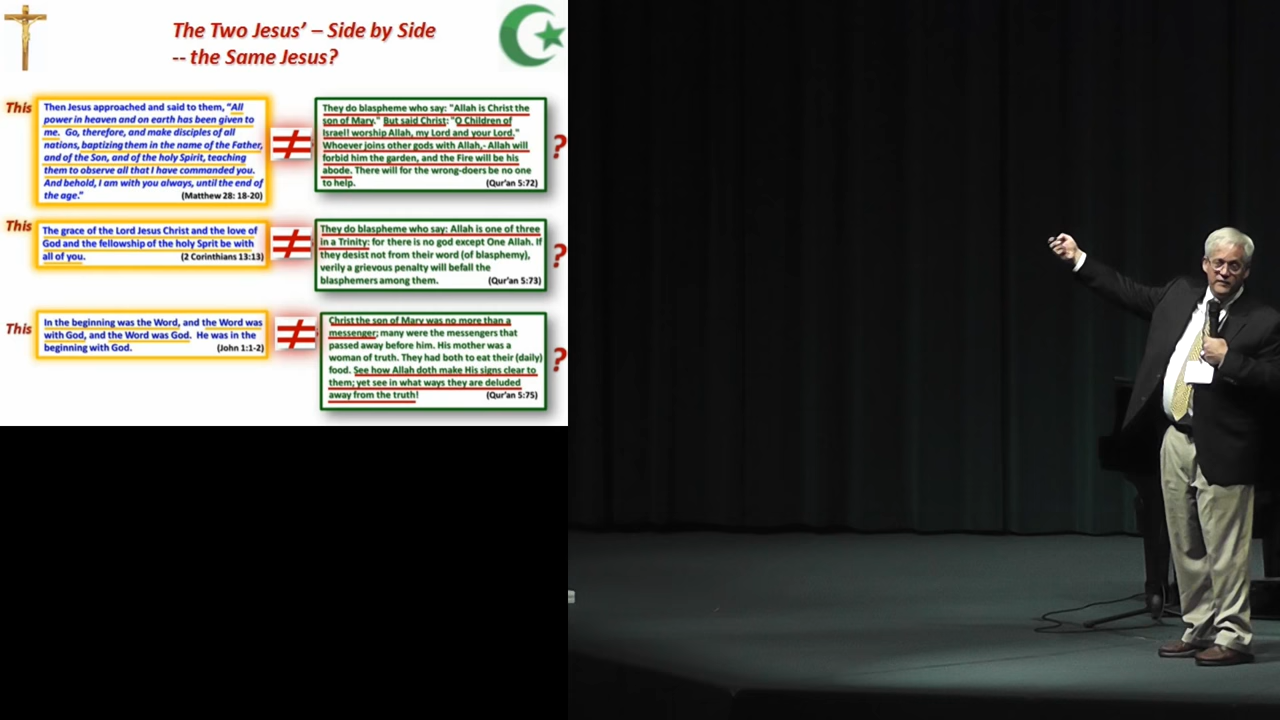 The Two Jesus' – Side by Side
-- the Same Jesus?
This
Then Jesus approached and said to them, "All
power in heaven and on earth has been given to
me. Go, therefore, and make disciples of all
nations, baptizing them in the name of the Father,
and of the Son, and of the holy Spirit, teaching
them to observe all that I have commanded you.
And behold, I am with you always, until the end of
the age." (Matthew 28: 18-20)
≠
They do blaspheme who say: "Allah is Christ the
son of Mary." But said Christ: "O Children of
Israel! worship Allah, my Lord and your Lord."
Whoever joins other gods with Allah,- Allah will
forbid him the garden, and the Fire will be his
abode. There will for the wrong-doers be no one
to help. (Qur'an 5:72)
?
This
The grace of the Lord Jesus Christ and the love of
God and the fellowship of the holy Sprit be with
all of you. (2 Corinthians 13:13)
≠
They do blaspheme who say: Allah is one of three
in a Trinity: for there is no god except One Allah. If
they desist not from their word (of blasphemy),
verily a grievous penalty will befall the
blasphemers among them. (Qur'an 5:73)
?
This
In the beginning was the Word, and the Word was
with God, and the Word was God. He was in the
beginning with God. (John 1:1-2)
≠
Christ the son of Mary was no more than a
messenger; many were the messengers that
passed away before him. His mother was a
woman of truth. They had both to eat their (daily)
food. See how Allah doth make His signs clear to
them; yet see in what ways they are deluded
away from the truth! (Qur'an 5:75)
?